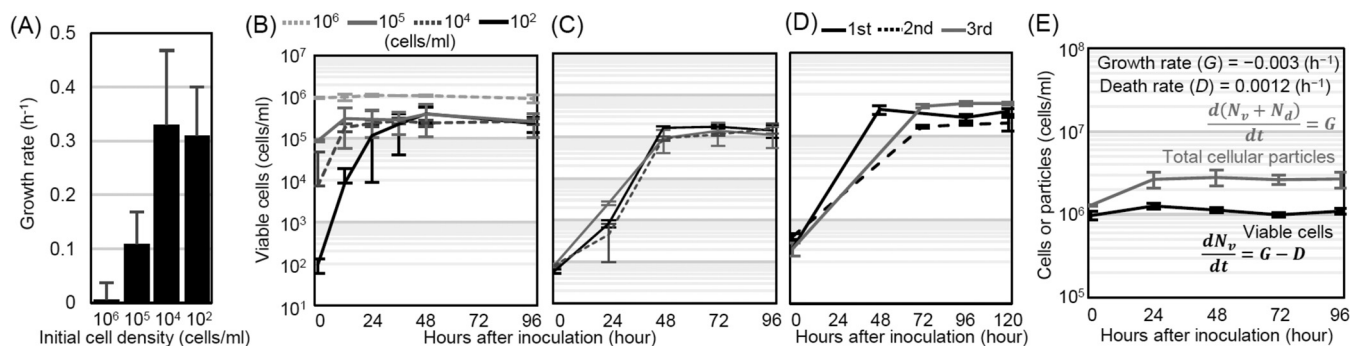 (A)
0.5
0.4
0.3
0.2
0.1
0
Growth rate (h⁻¹)
10⁶ 10⁵ 10⁴ 10²
Initial cell density (cells/ml)
(B)
10⁶ 10⁵ 10⁴ 10²
(cells/ml)
10⁷
10⁶
10⁵
10⁴
10³
10²
10¹
Viable cells (cells/ml)
0 24 48 72 96
(C)
0 24 48 72 96
Hours after inoculation (hour)
(D)
1st 2nd 3rd
0 24 48 72 96 120
Hours after inoculation (hour)
(E)
10⁸
10⁷
10⁶
10⁵
Cells or particles (cells/ml)
Growth rate (G) = −0.003 (h⁻¹)
Death rate (D) = 0.0012 (h⁻¹)
d(Nᵥ + N_d)/dt = G
Total cellular particles
Viable cells
dNᵥ/dt = G − D
0 24 48 72 96
Hours after inoculation (hour)